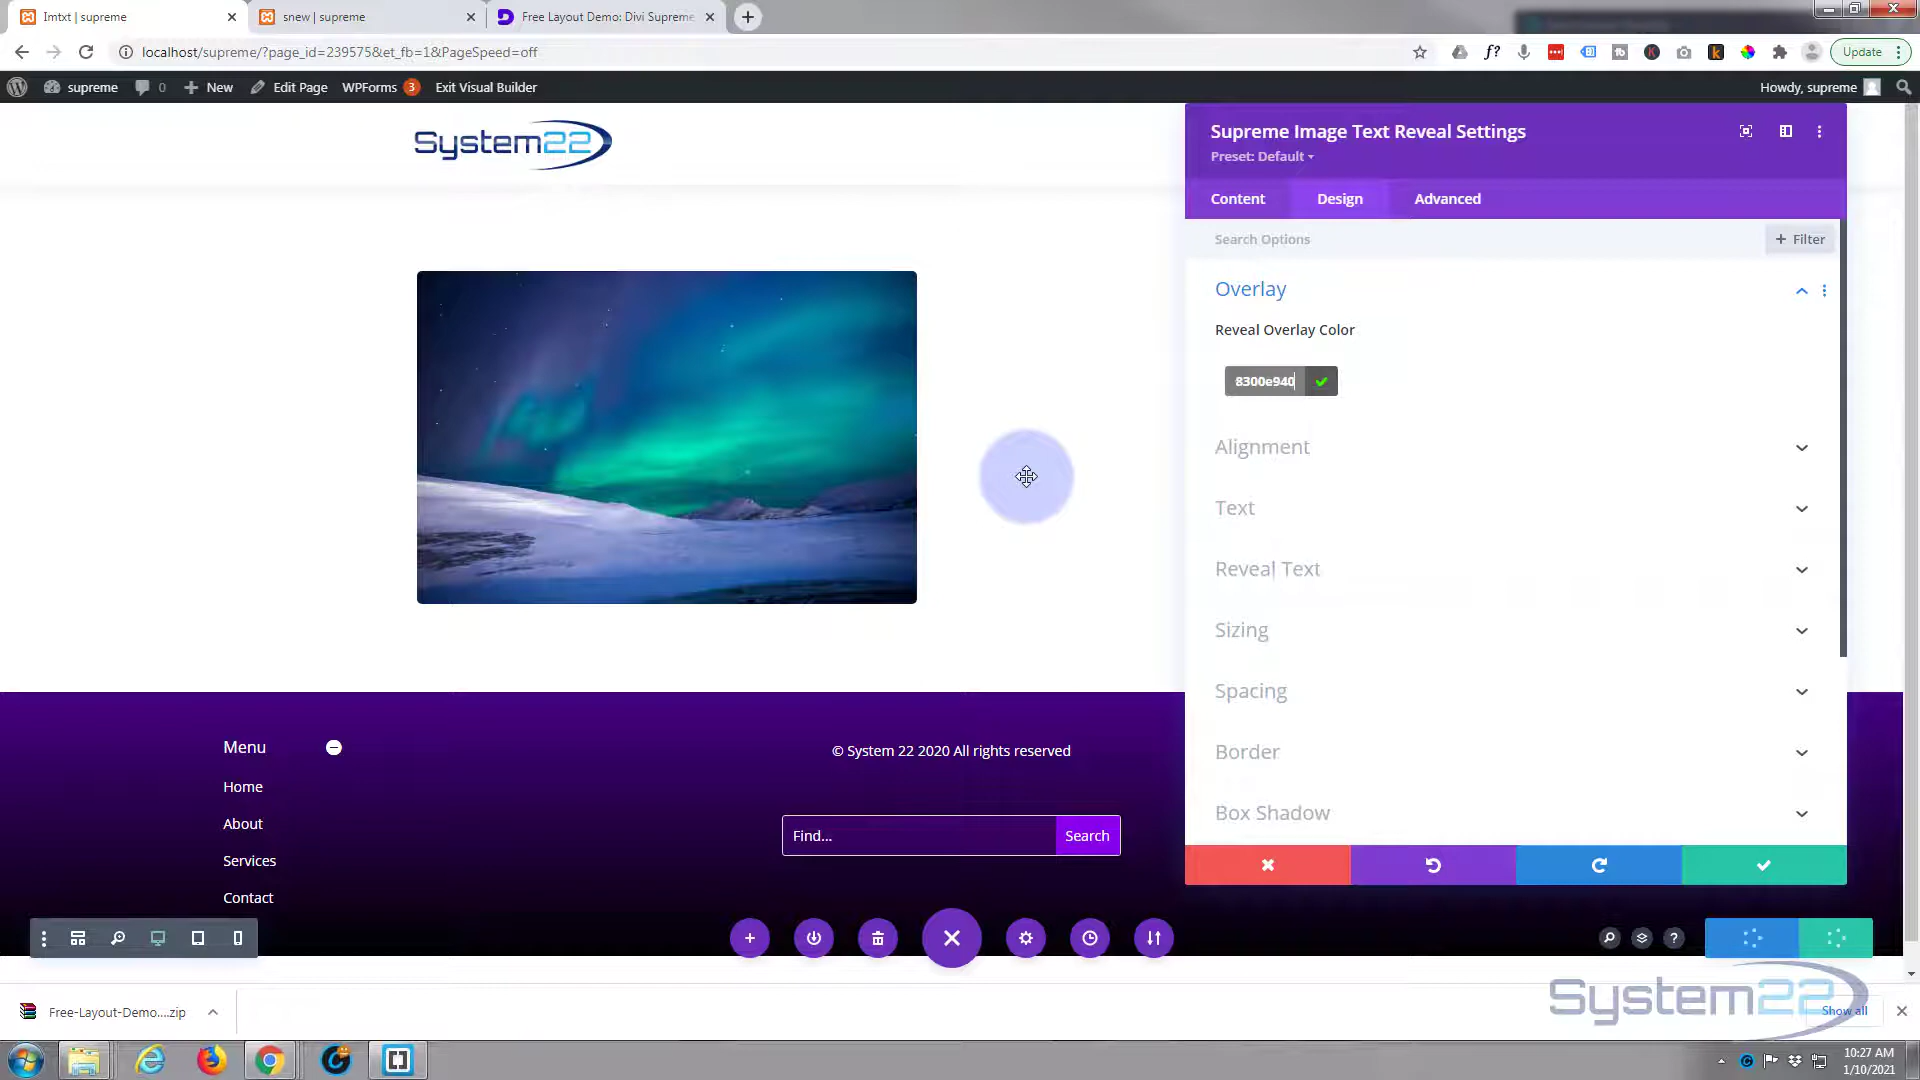 Imtxt | supreme
snew | supreme
Free Layout Demo: Divi Supreme
localhost/supreme/?page_id=239575&et_fb=1&PageSpeed=off
f?
Update
supreme
0
New
Edit Page
WPForms
3
Exit Visual Builder
Howdy, supreme
System22
Supreme Image Text Reveal Settings
Preset: Default
Content
Design
Advanced
Search Options
Filter
Overlay
Reveal Overlay Color
8300e940
Alignment
Text
Reveal Text
Sizing
Spacing
Border
Box Shadow
Menu
Home
About
Services
Contact
© System 22 2020 All rights reserved
Find...
Search
System22
Free-Layout-Demo....zip
Show all
10:27 AM
1/10/2021